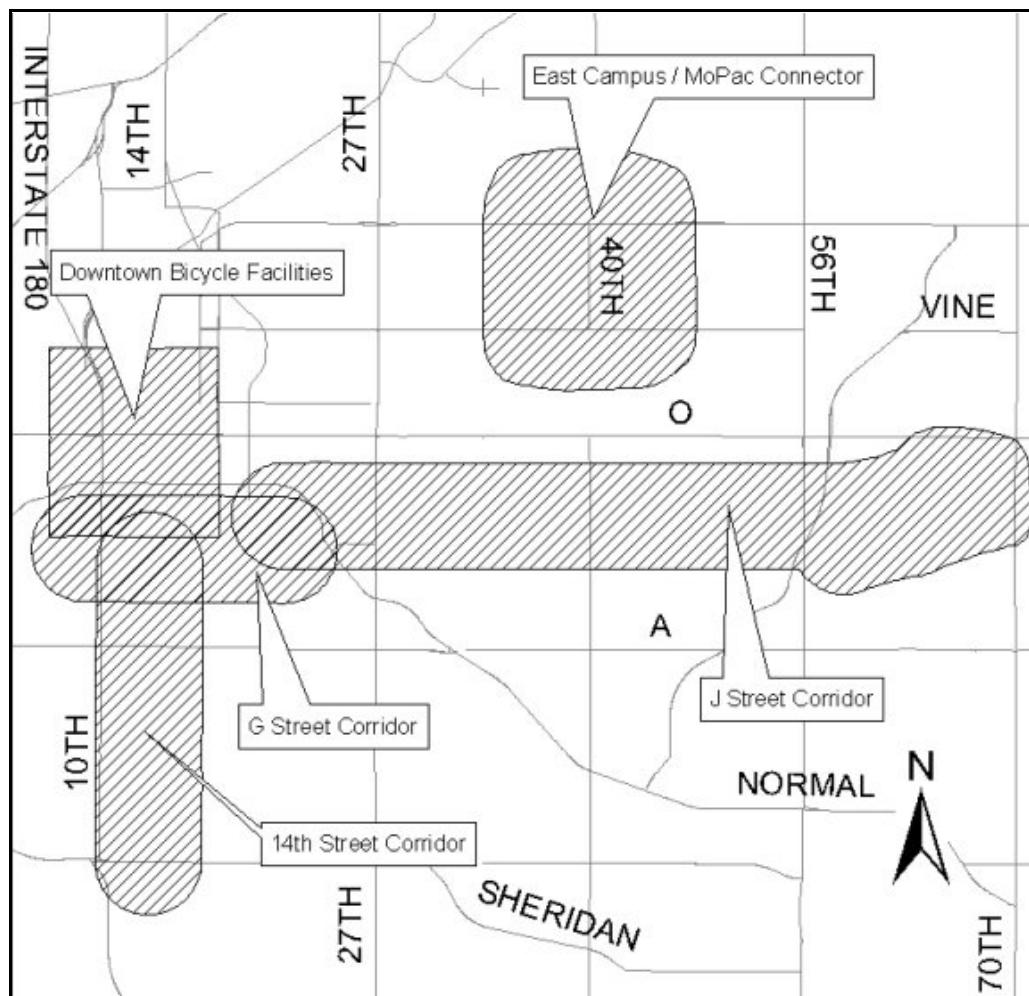 East Campus / MoPac Connector
INTERSTATE 180
14TH
27TH
Downtown Bicycle Facilities
40TH
56TH
VINE
O
A
J Street Corridor
G Street Corridor
10TH
N
NORMAL
14th Street Corridor
SHERIDAN
27TH
70TH